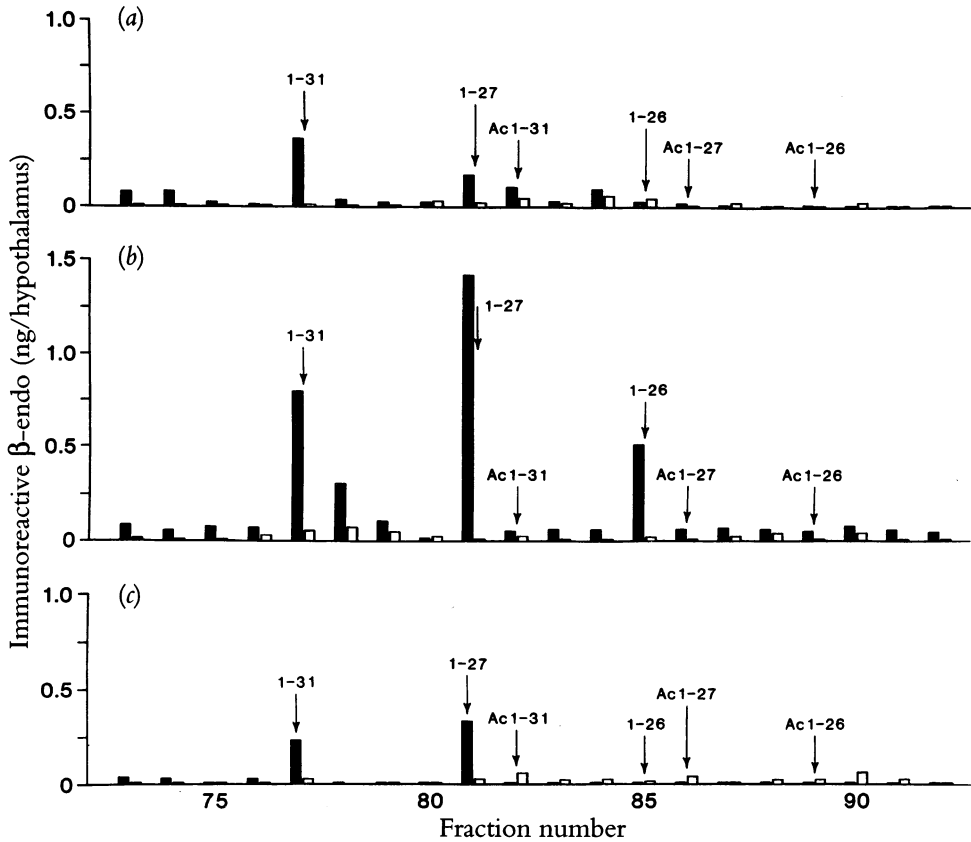 Immunoreactive β-endo (ng/hypothalamus)
(a)
1.0
0.5
0
1-31
1-27
Ac1-31
1-26
Ac1-27
Ac1-26
(b)
1.5
1.0
0.5
0
1-31
1-27
Ac1-31
1-26
Ac1-27
Ac1-26
(c)
1.0
0.5
0
1-31
1-27
Ac1-31
1-26
Ac1-27
Ac1-26
75 80 85 90
Fraction number